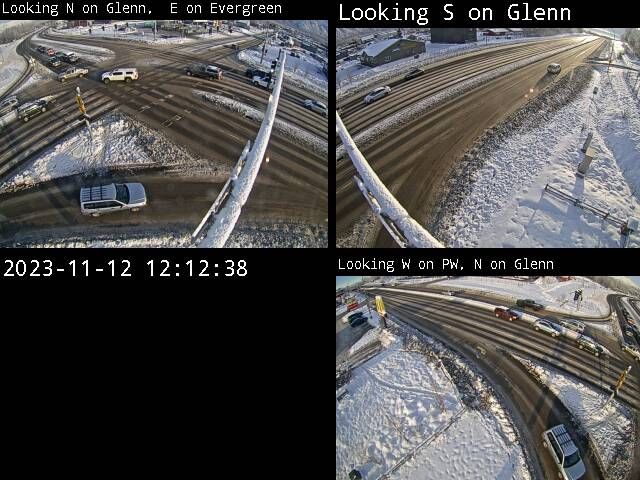 Looking N on Glenn, E on Evergreen
Looking S on Glenn
2023-11-12 12:12:38
Looking W on PW, N on Glenn